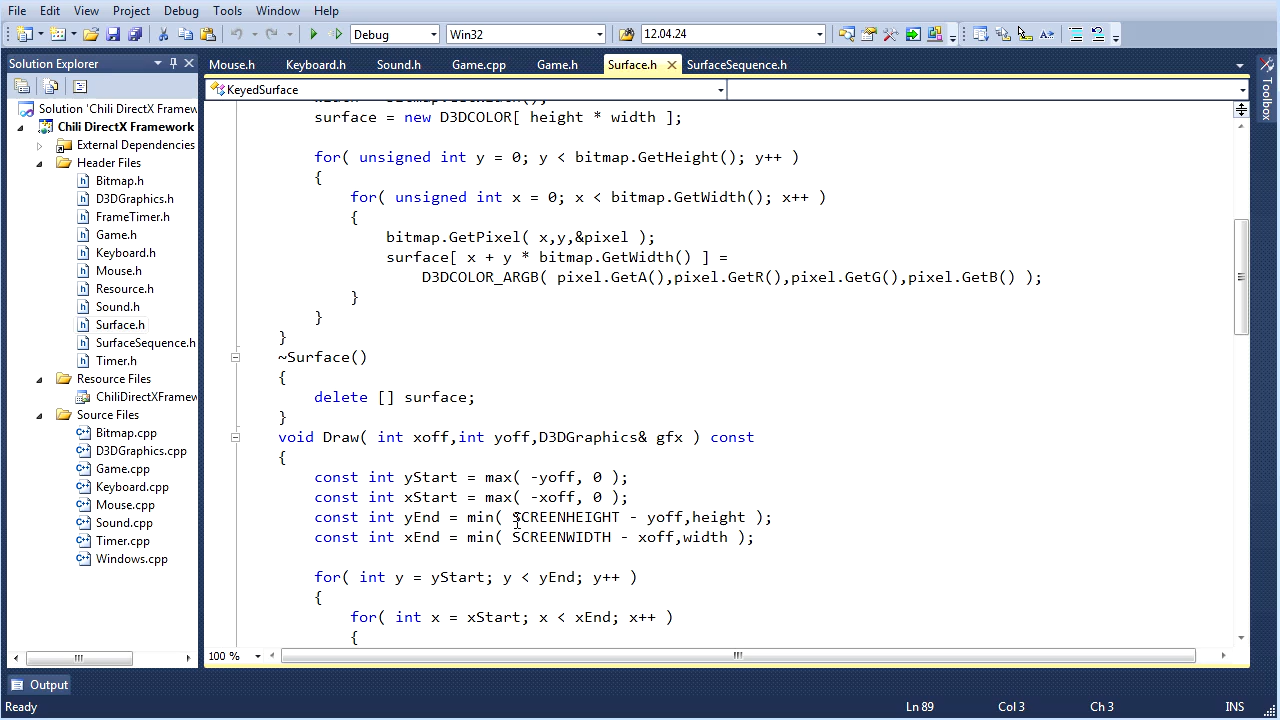 File Edit View Project Debug Tools Window Help
Debug Win32 12.04.24
Solution Explorer
Mouse.h Keyboard.h Sound.h Game.cpp Game.h Surface.h SurfaceSequence.h
KeyedSurface
Toolbox
Solution 'Chili DirectX Framew
Chili DirectX Framework
External Dependencies
Header Files
Bitmap.h
D3DGraphics.h
FrameTimer.h
Game.h
Keyboard.h
Mouse.h
Resource.h
Sound.h
Surface.h
SurfaceSequence.h
Timer.h
Resource Files
ChiliDirectXFramew
Source Files
Bitmap.cpp
D3DGraphics.cpp
Game.cpp
Keyboard.cpp
Mouse.cpp
Sound.cpp
Timer.cpp
Windows.cpp
surface = new D3DCOLOR[ height * width ];
for( unsigned int y = 0; y < bitmap.GetHeight(); y++ )
{
for( unsigned int x = 0; x < bitmap.GetWidth(); x++ )
{
bitmap.GetPixel( x,y,&pixel );
surface[ x + y * bitmap.GetWidth() ] =
D3DCOLOR_ARGB( pixel.GetA(),pixel.GetR(),pixel.GetG(),pixel.GetB() );
}
}
}
~Surface()
{
delete [] surface;
}
void Draw( int xoff,int yoff,D3DGraphics& gfx ) const
{
const int yStart = max( -yoff, 0 );
const int xStart = max( -xoff, 0 );
const int yEnd = min( SCREENHEIGHT - yoff,height );
const int xEnd = min( SCREENWIDTH - xoff,width );
for( int y = yStart; y < yEnd; y++ )
{
for( int x = xStart; x < xEnd; x++ )
{
100 %
Output
Ready Ln 89 Col 3 Ch 3 INS